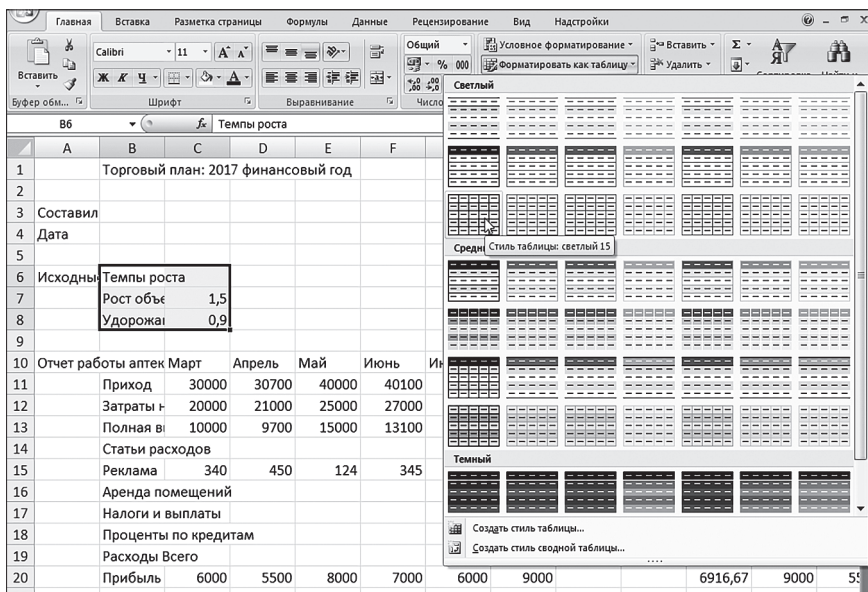 Главная Вставка Разметка страницы Формулы Данные Рецензирование Вид Надстройки
Calibri 11 Общий Условное форматирование Вставить Σ
Вставить Ж К Ч % 000 Форматировать как таблицу Удалить
Буфер обм... Шрифт Выравнивание Число
Светлый
B6 fx Темпы роста
A B C D E F
1 Торговый план: 2017 финансовый год
2
3 Составил
4 Дата
Стиль таблицы: светлый 15
5
6 Исходны Темпы роста
7 Рост объе 1,5
8 Удорожа 0,9
9
10 Отчет работы аптек Март Апрель Май Июнь
11 Приход 30000 30700 40000 40100
12 Затраты н 20000 21000 25000 27000
13 Полная в 10000 9700 15000 13100
14 Статьи расходов
Темный
15 Реклама 340 450 124 345
16 Аренда помещений
17 Налоги и выплаты
18 Проценты по кредитам
Создать стиль таблицы...
Создать стиль сводной таблицы...
19 Расходы Всего
20 Прибыль 6000 5500 8000 7000 6000 9000 6916,67 9000